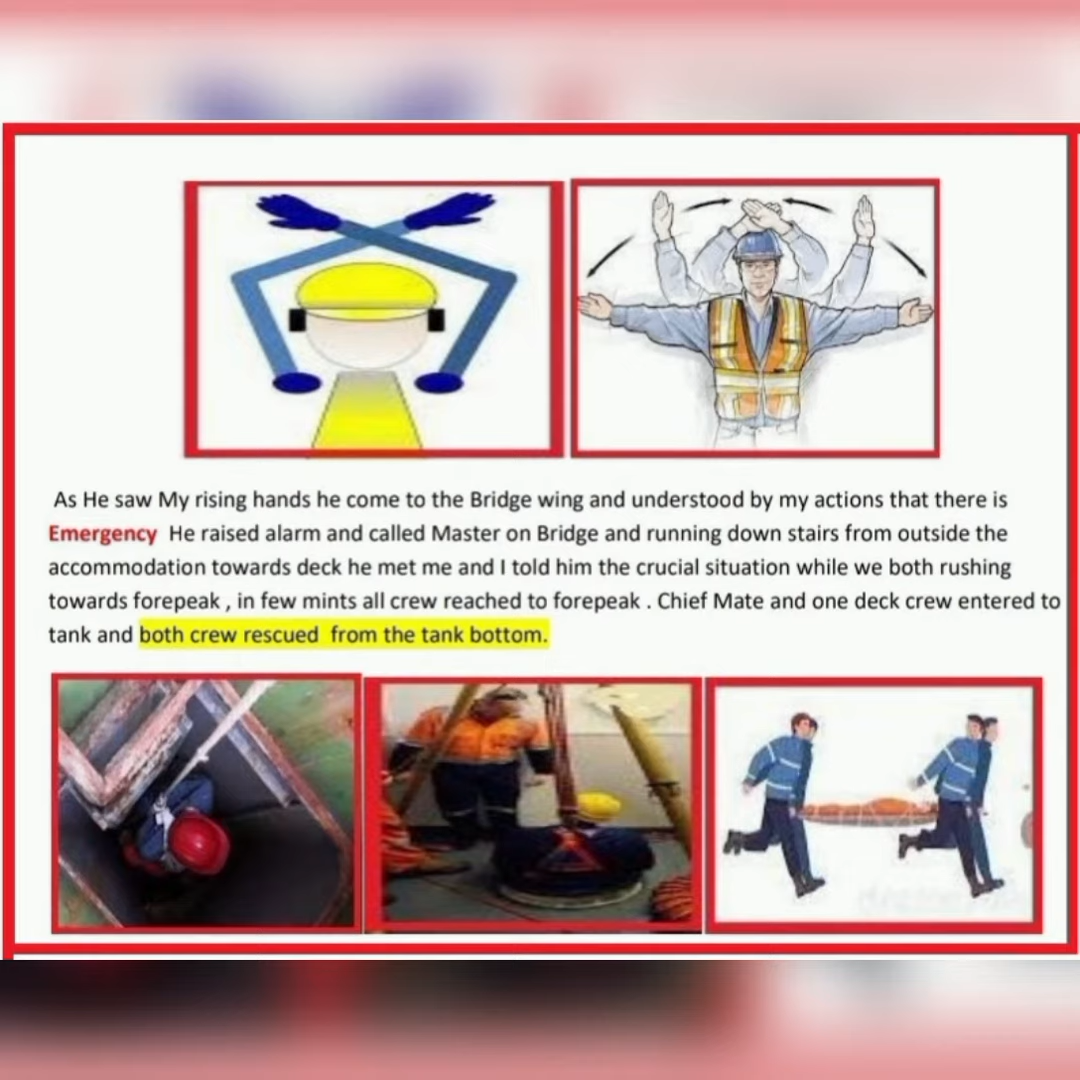 As He saw My rising hands he come to the Bridge wing and understood by my actions that there is
Emergency He raised alarm and called Master on Bridge and running down stairs from outside the
accommodation towards deck he met me and I told him the crucial situation while we both rushing
towards forepeak , in few mints all crew reached to forepeak . Chief Mate and one deck crew entered to
tank and both crew rescued from the tank bottom.